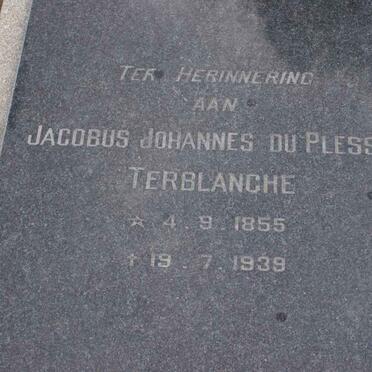 TER HERINNERING
AAN
JACOBUS JOHANNES DU PLESS
TERBLANCHE
☆ 4.9.1855
† 19.7.1939